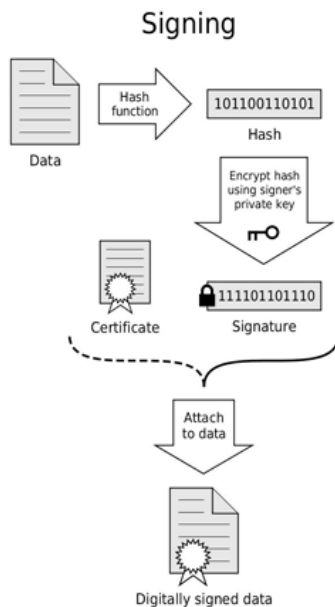 Signing
Hash
function
101100110101
Data
Hash
Encrypt hash
using signer's
private key
111101101110
Certificate
Signature
Attach
to data
Digitally signed data